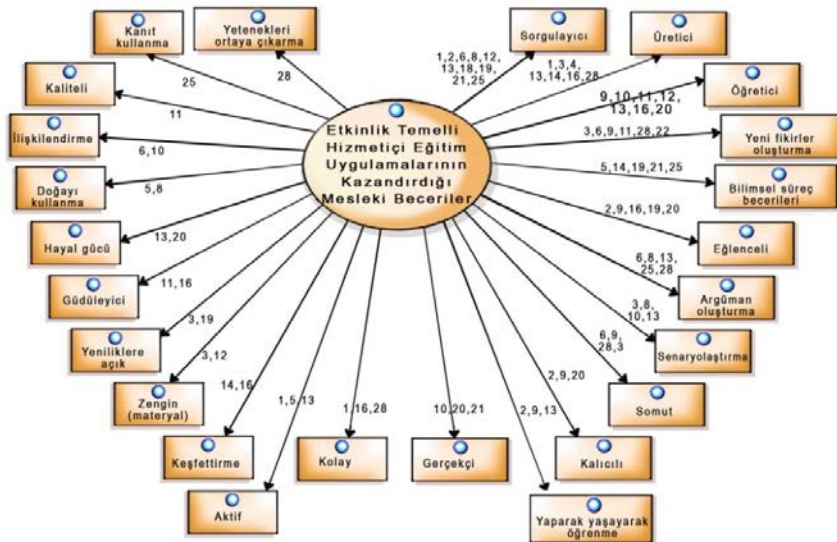 Kanıt
kullanma
Yetenekleri
ortaya çıkarma
Sorgulayıcı
Üretici
25
28
1,2,6,8,12,
13,18,19,
21,25
1,3,4,
13,14,16,28
Kaliteli
11
9,10,11,12,
13,16,20
Öğretici
Etkinlik Temelli
Hizmetiçi Eğitim
Uygulamalarının
Kazandırdığı
Mesleki Beceriler
İlişkilendirme
6,10
3,6,9,11,28,22
Yeni fikirler
oluşturma
Doğayı
kullanma
5,8
5,14,19,21,25
Bilimsel süreç
becerileri
Hayal gücü
13,20
2,9,16,19,20
Eğlenceli
Güdüleyici
11,16
6,8,13,
25,28
Argüman
oluşturma
Yeniliklere
açık
3,19
3,8,
10,13
Senaryolaştırma
Zengin
(materyal)
3,12
6,9,
28,3
Somut
Keşfettirme
14,16
2,9,20
Kalıcılı
Aktif
1,5,13
Kolay
1,16,28
Gerçekçi
10,20,21
2,9,13
Yaparak yaşayarak
öğrenme